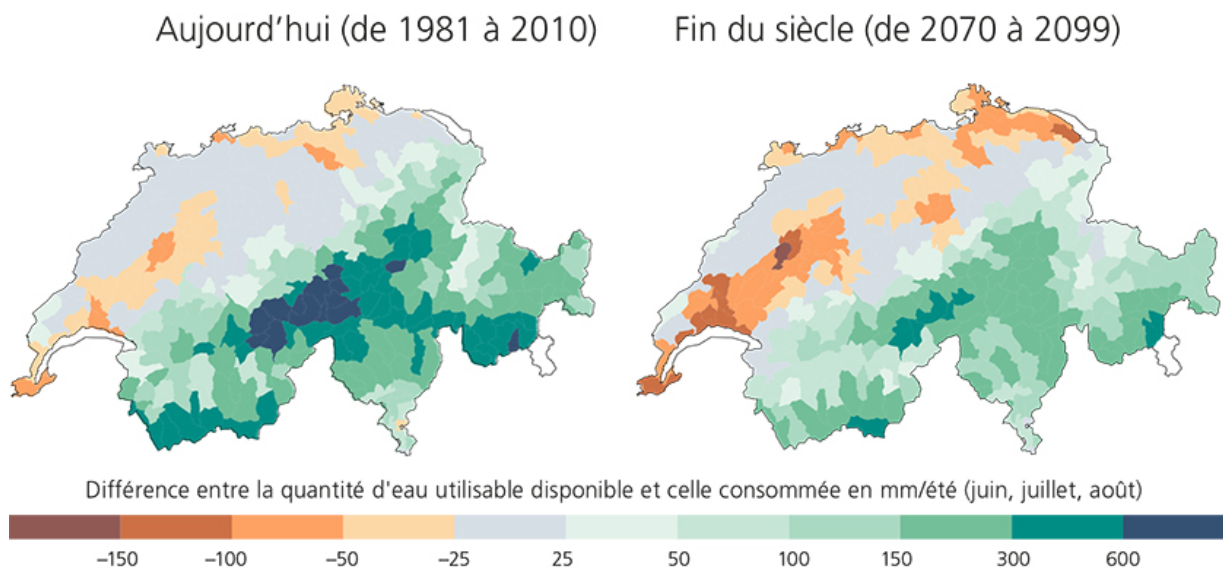 Aujourd'hui (de 1981 à 2010)
Fin du siècle (de 2070 à 2099)
Différence entre la quantité d'eau utilisable disponible et celle consommée en mm/été (juin, juillet, août)
–150 –100 –50 –25 25 50 100 150 300 600